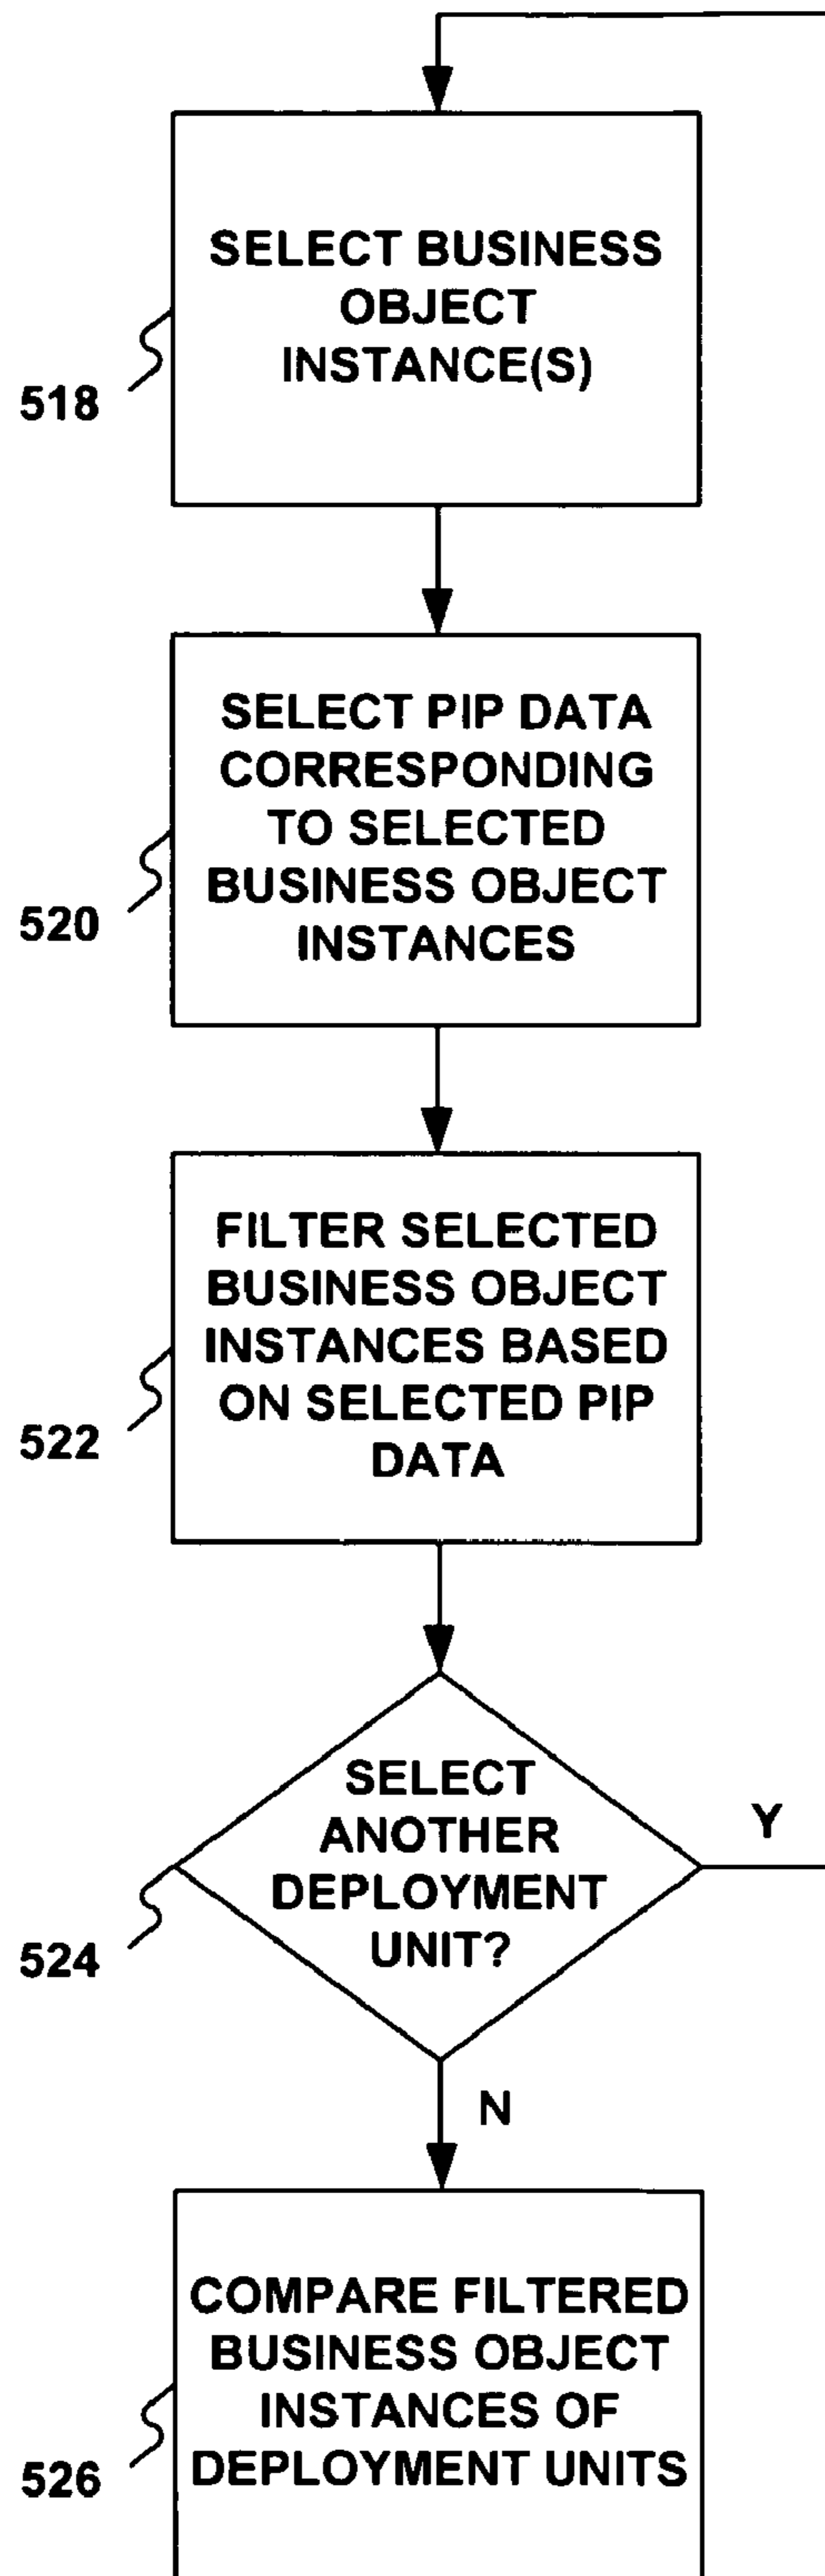 SELECT BUSINESS
OBJECT
INSTANCE(S)
518
SELECT PIP DATA
CORRESPONDING
TO SELECTED
BUSINESS OBJECT
INSTANCES
520
FILTER SELECTED
BUSINESS OBJECT
INSTANCES BASED
ON SELECTED PIP
DATA
522
SELECT
ANOTHER
DEPLOYMENT
UNIT?
Y
524
N
COMPARE FILTERED
BUSINESS OBJECT
INSTANCES OF
DEPLOYMENT UNITS
526